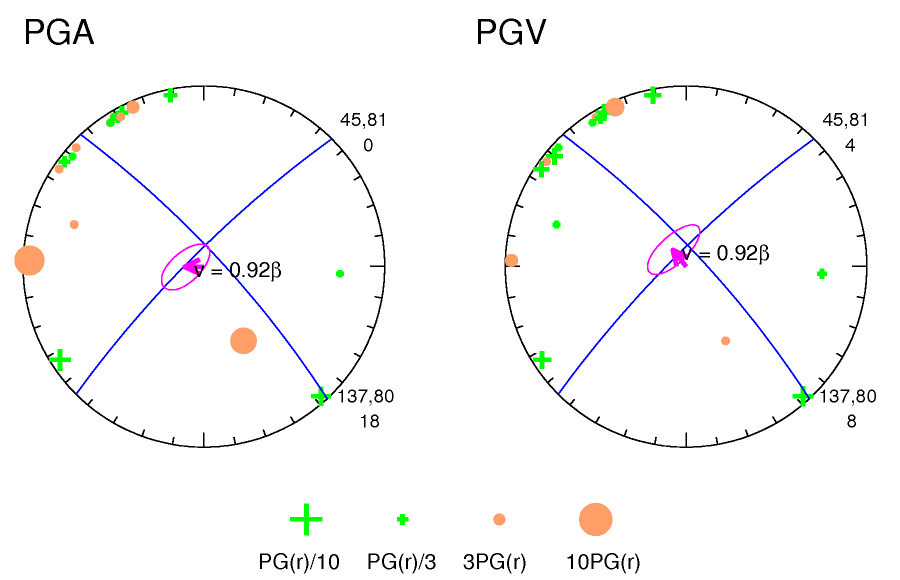 PGA
PGV
45,81
0
45,81
4
v = 0.92β
v = 0.92β
137,80
18
137,80
8
PG(r)/10
PG(r)/3
3PG(r)
10PG(r)